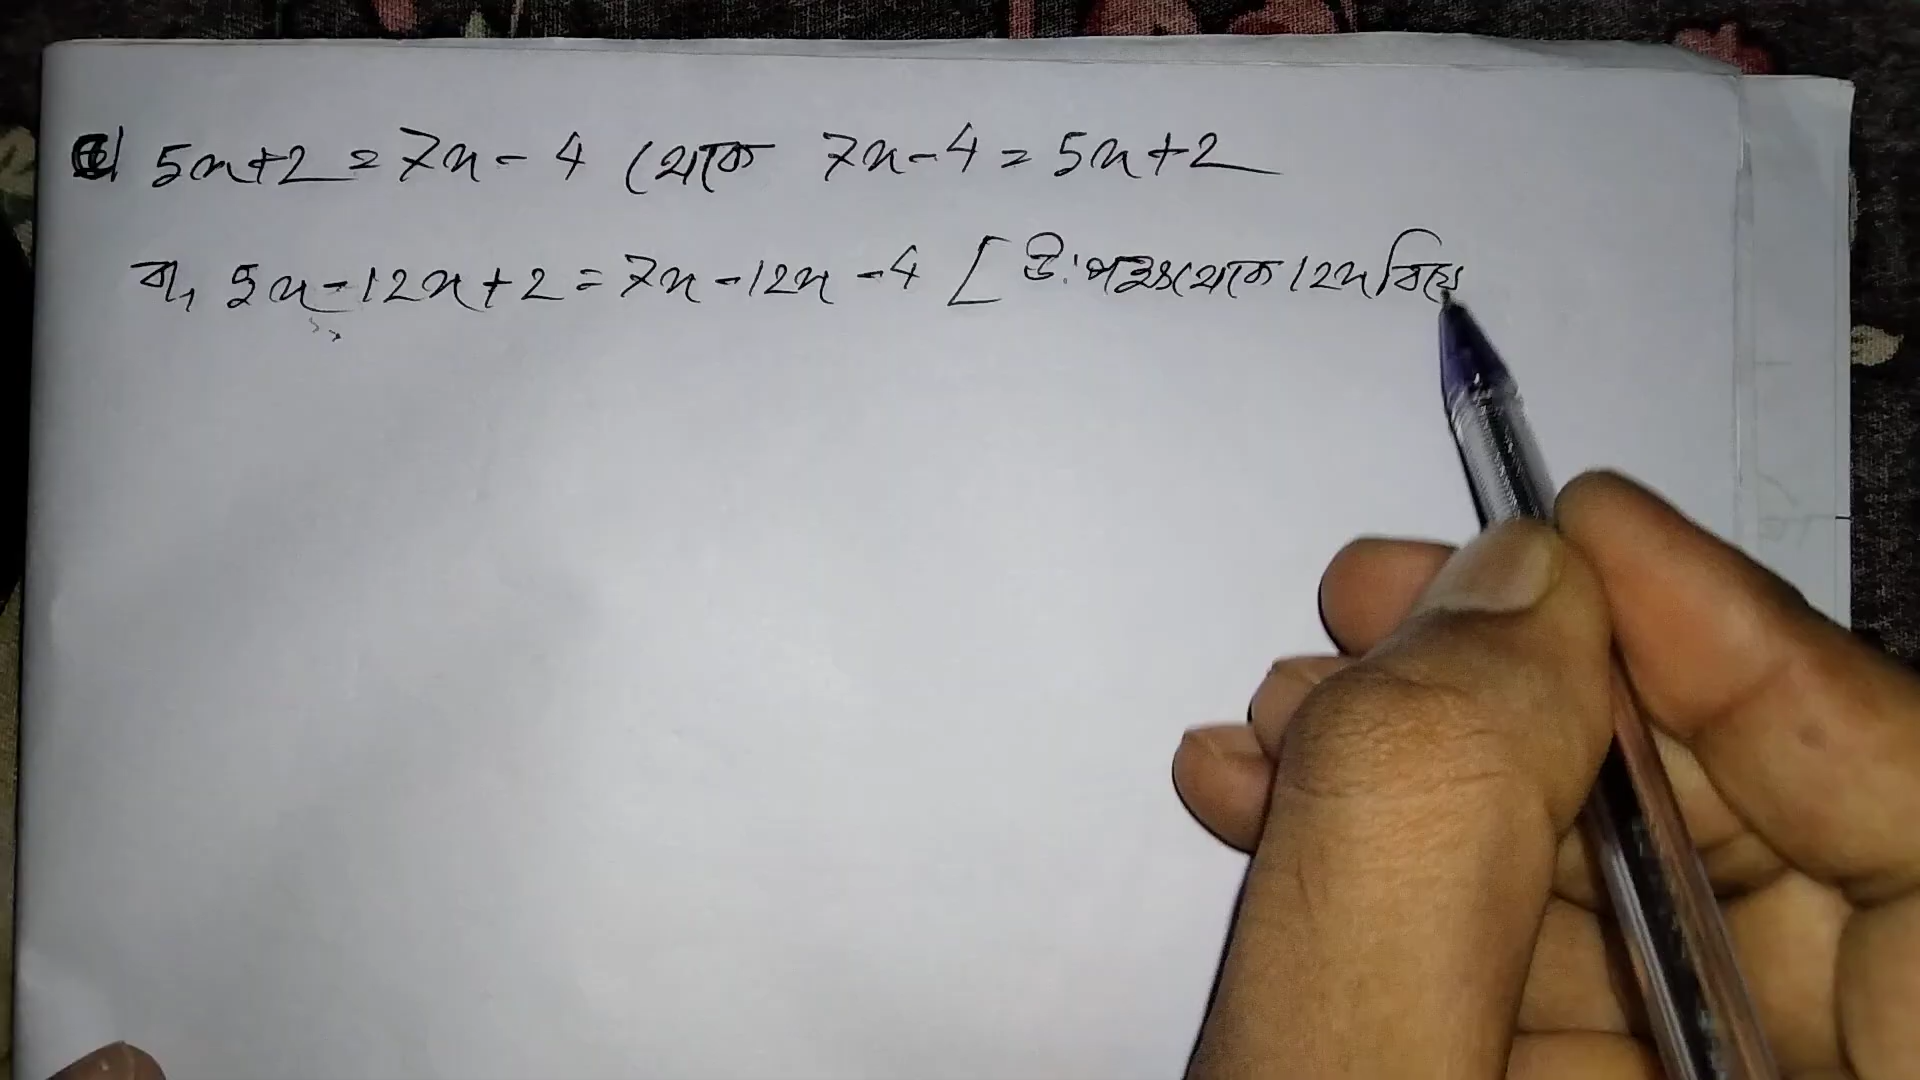 5x+2=7x-4 থেকে 7x-4=5x+2
বা, 5x-12x+2=7x-12x-4 [উ: পক্ষ থেকে 12x বিয়ে